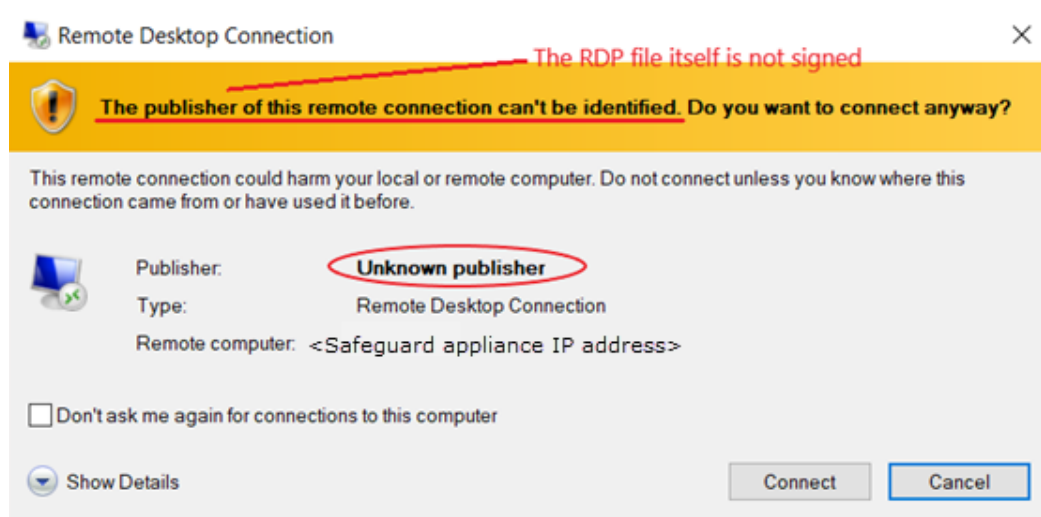 Remote Desktop Connection
The RDP file itself is not signed
The publisher of this remote connection can't be identified. Do you want to connect anyway?
This remote connection could harm your local or remote computer. Do not connect unless you know where this
connection came from or have used it before.
Publisher: Unknown publisher
Type: Remote Desktop Connection
Remote computer: <Safeguard appliance IP address>
Don't ask me again for connections to this computer
Show Details Connect Cancel